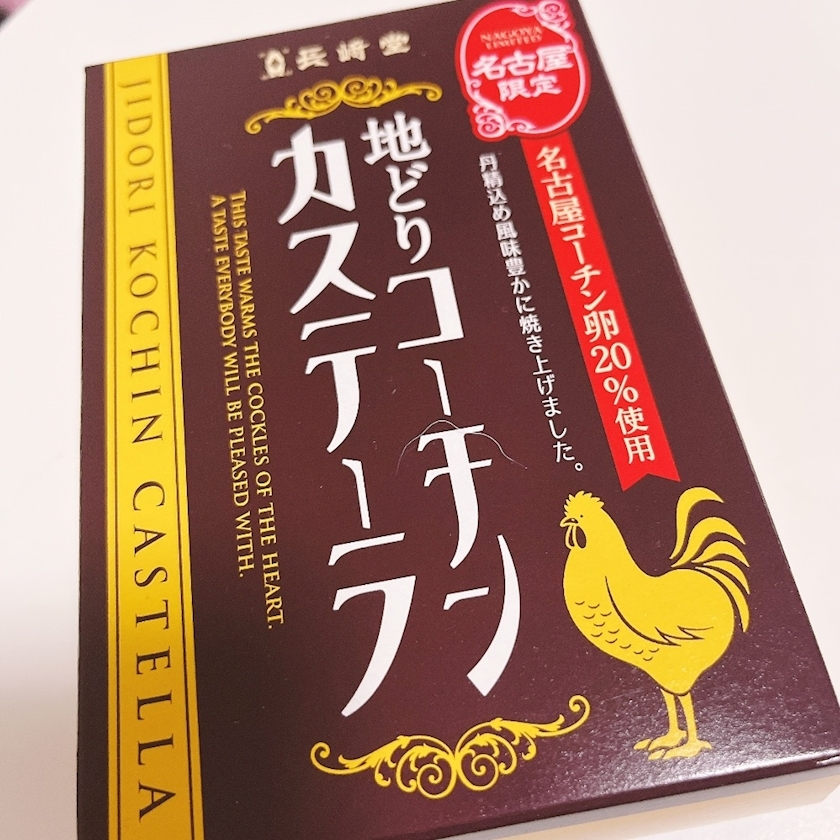 長崎堂
NAGOYA
LIMITED
名古屋
限定
名古屋コーチン卵20%使用
丹精込め風味豊かに焼き上げました。
地どりコーチン
カステーラ
THIS TASTE WARMS THE COCKLES OF THE HEART.
A TASTE EVERYBODY WILL BE PLEASED WITH.
JIDORI KOCHIN CASTELLA